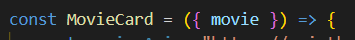 const MovieCard = ({ movie }) => {